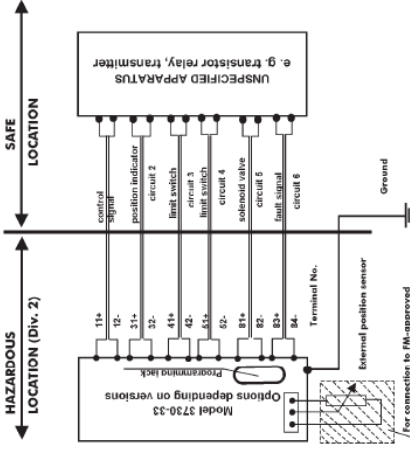 SAFE
LOCATION
UNSPECIFIED APPARATUS
e. g. transistor relay, transmitter
control
signal
position indicator
circuit 2
limit switch
circuit 3
limit switch
circuit 4
solenoid valve
circuit 5
fault signal
circuit 6
Ground
HAZARDOUS
LOCATION (Div. 2)
11+
12-
31+
32-
41+
42-
51+
52-
81+
82-
83+
84-
Terminal No.
Model 3730-33
Options depending on versions
Programming jack
External position sensor
For connection to FM-approved